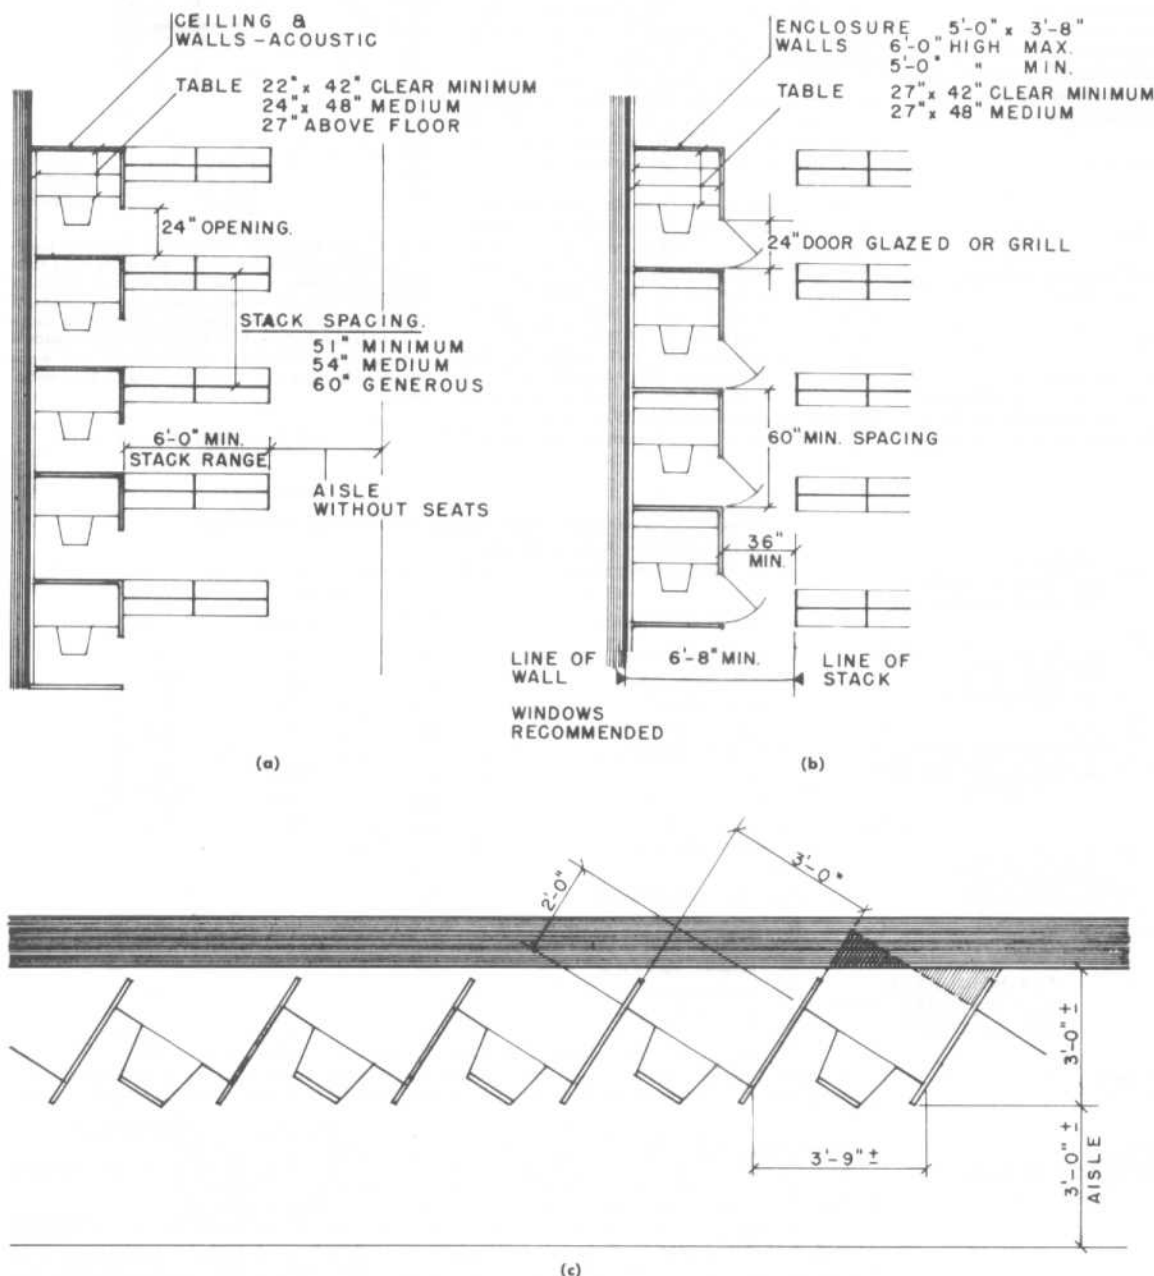 CEILING &
WALLS-ACOUSTIC
TABLE 22" x 42" CLEAR MINIMUM
24" x 48" MEDIUM
27" ABOVE FLOOR
24" OPENING.
STACK SPACING.
51" MINIMUM
54" MEDIUM
60" GENEROUS
6'-0" MIN.
STACK RANGE
AISLE
WITHOUT SEATS
(a)
ENCLOSURE 5'-0" x 3'-8"
WALLS 6'-0" HIGH MAX.
5'-0" " MIN.
TABLE 27" x 42" CLEAR MINIMUM
27" x 48" MEDIUM
24" DOOR GLAZED OR GRILL
60" MIN. SPACING
36"
MIN.
LINE OF
WALL
6'-8" MIN.
LINE OF
STACK
WINDOWS
RECOMMENDED
(b)
2'-0"
3'-0"
3'-0" ±
3'-9" ±
3'-0" ±
AISLE
(c)